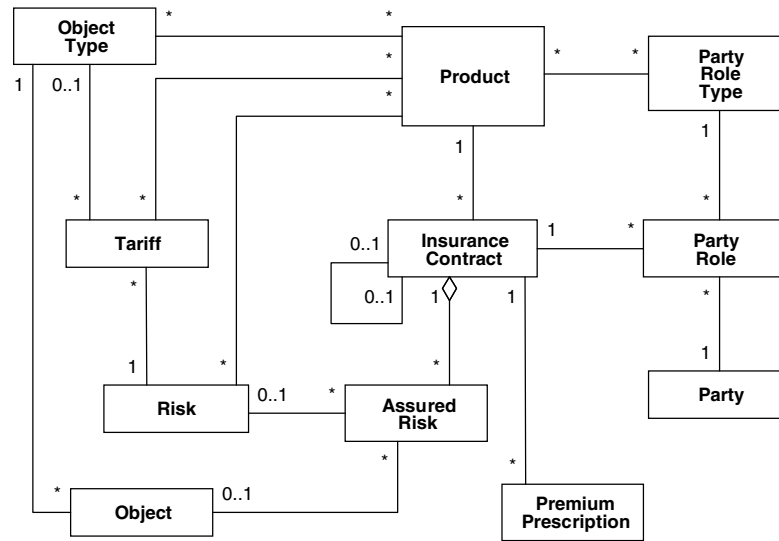 Object
Type
*
*
Product
*
*
Party
Role
Type
1
0..1
*
*
1
1
*
*
*
*
Tariff
0..1
Insurance
Contract
1
*
Party
Role
*
0..1
1
1
*
1
*
*
1
Risk
0..1
*
Assured
Risk
Party
*
*
Object
0..1
*
Premium
Prescription